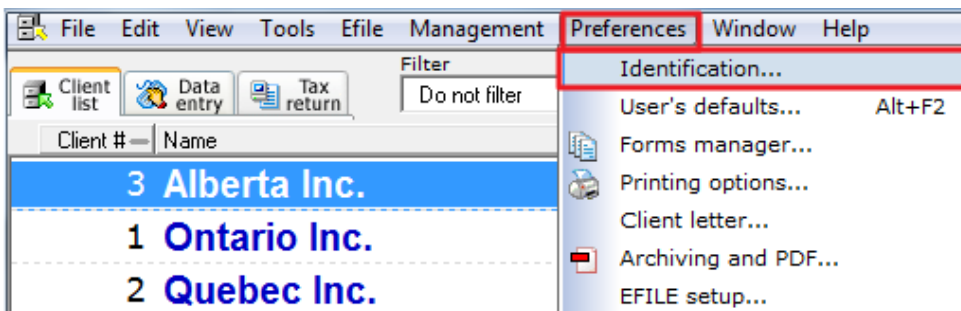 File Edit View Tools Efile Management Preferences Window Help
Client list
Data entry
Tax return
Filter
Do not filter
Client # Name
3 Alberta Inc.
1 Ontario Inc.
2 Quebec Inc.
Identification...
User's defaults... Alt+F2
Forms manager...
Printing options...
Client letter...
Archiving and PDF...
EFILE setup...